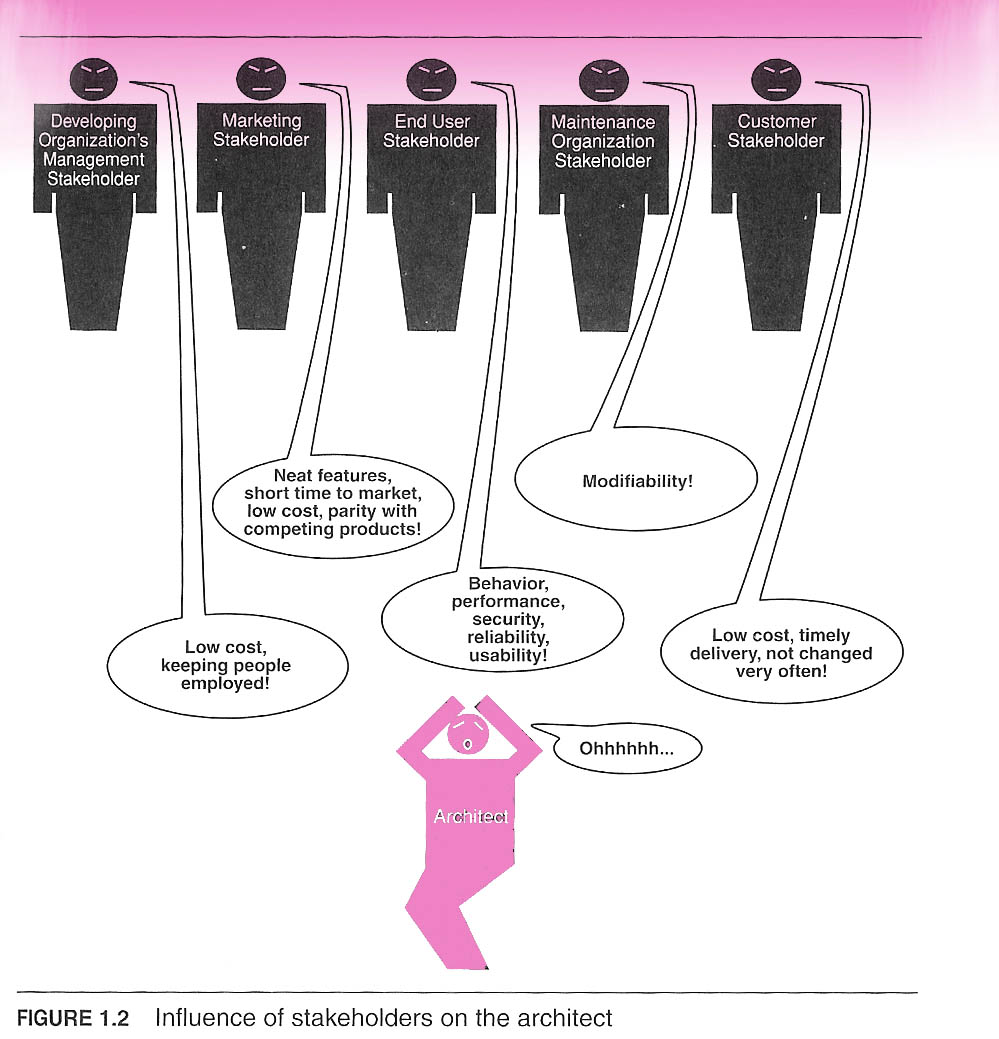 Developing
Organization's
Management
Stakeholder
Marketing
Stakeholder
End User
Stakeholder
Maintenance
Organization
Stakeholder
Customer
Stakeholder
Neat features,
short time to market,
low cost, parity with
competing products!
Modifiability!
Behavior,
performance,
security,
reliability,
usability!
Low cost,
keeping people
employed!
Low cost, timely
delivery, not changed
very often!
Ohhhhhh...
Architect
FIGURE 1.2 Influence of stakeholders on the architect